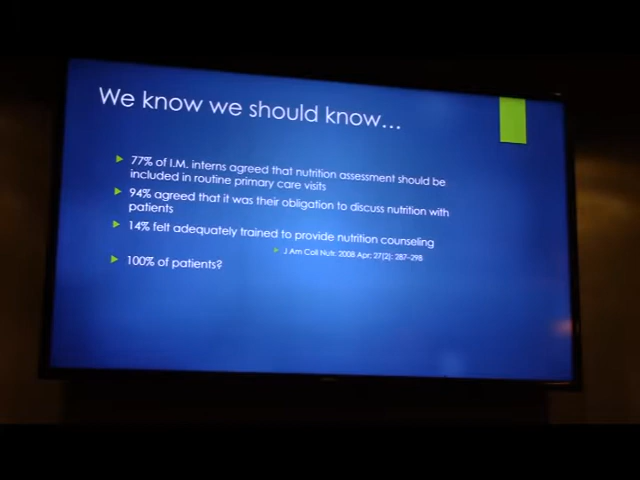 We know we should know...
77% of I.M. interns agreed that nutrition assessment should be
included in routine primary care visits
94% agreed that it was their obligation to discuss nutrition with
patients
14% felt adequately trained to provide nutrition counseling
J Am Coll Nutr. 2008 Apr; 27(2): 287-298
100% of patients?